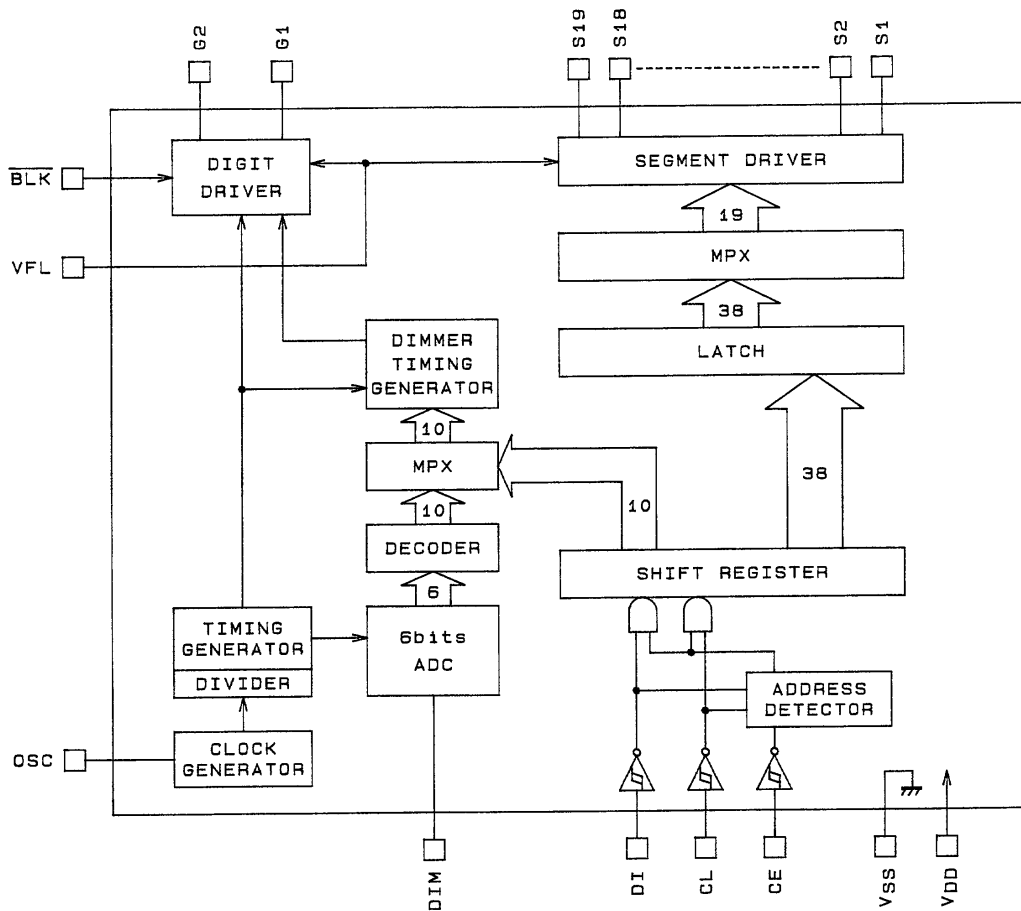 G2
G1
S19
S18
S2
S1
BLK
DIGIT
DRIVER
SEGMENT DRIVER
19
VFL
MPX
38
DIMMER
TIMING
GENERATOR
LATCH
10
MPX
10
38
10
DECODER
SHIFT REGISTER
6
TIMING
GENERATOR
6bits
ADC
DIVIDER
ADDRESS
DETECTOR
OSC
CLOCK
GENERATOR
DIM
DI
CL
CE
VSS
VDD